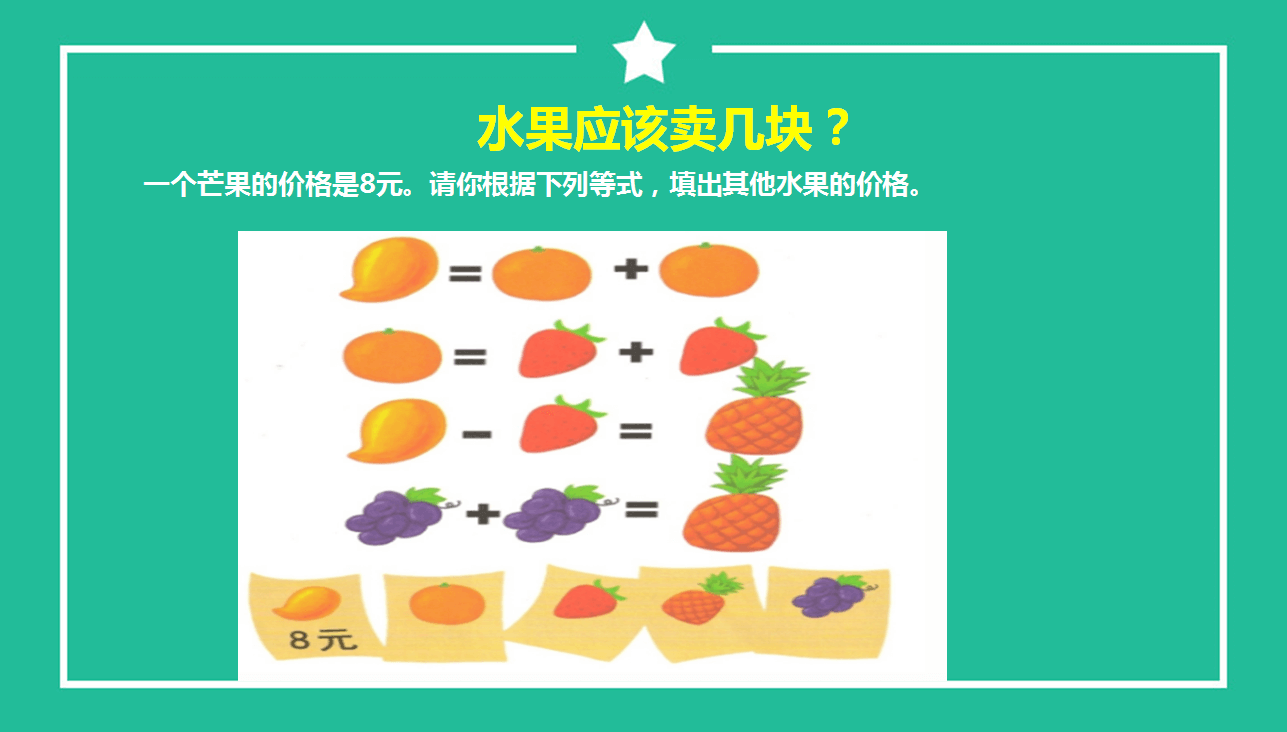 水果应该卖几块？
一个芒果的价格是8元。请你根据下列等式，填出其他水果的价格。
= +
= +
- =
+ =
8元